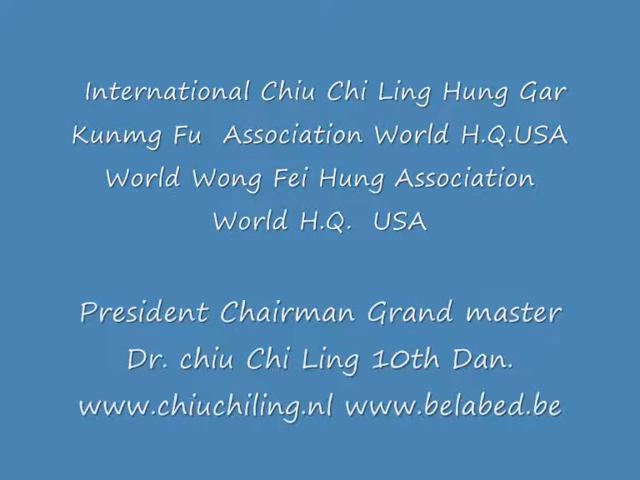 International Chiu Chi Ling Hung Gar
Kunmg Fu Association World H.Q.USA
World Wong Fei Hung Association
World H.Q. USA
President Chairman Grand master
Dr. chiu Chi Ling 10th Dan.
www.chiuchiling.nl www.belabed.be